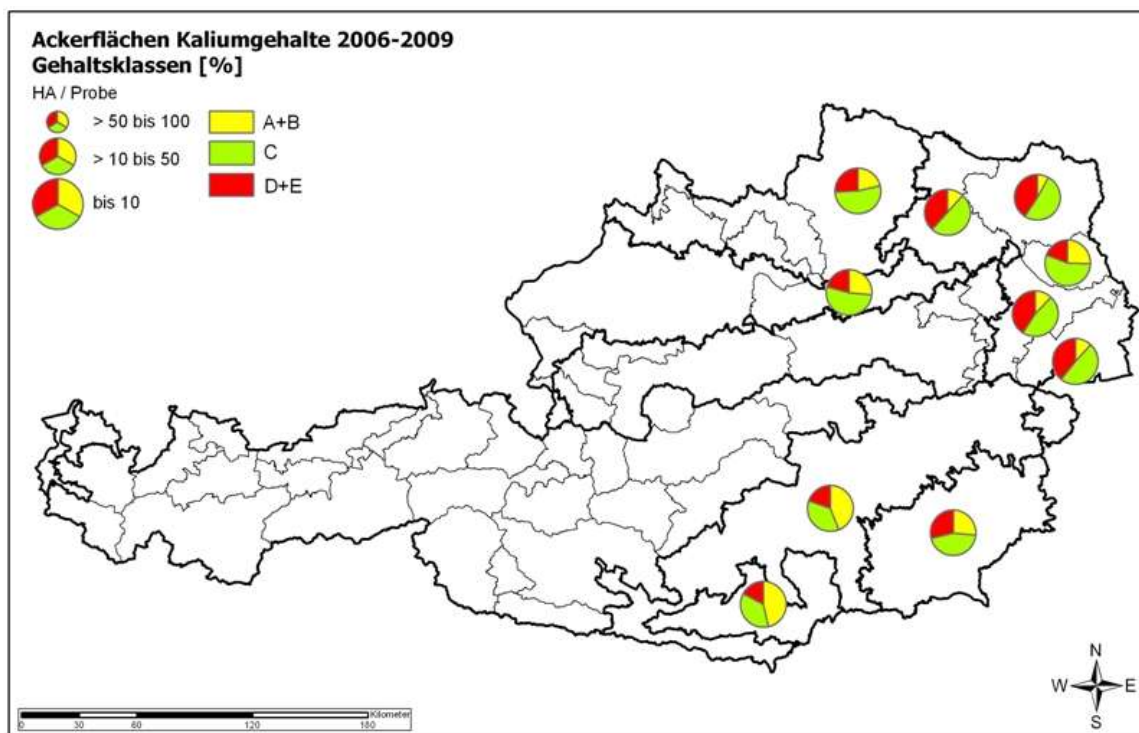 Ackerflächen Kaliumgehalte 2006-2009
Gehaltsklassen [%]
HA / Probe
> 50 bis 100
A+B
> 10 bis 50
C
bis 10
D+E
N
W E
S
Kilometer
0 30 60 120 180